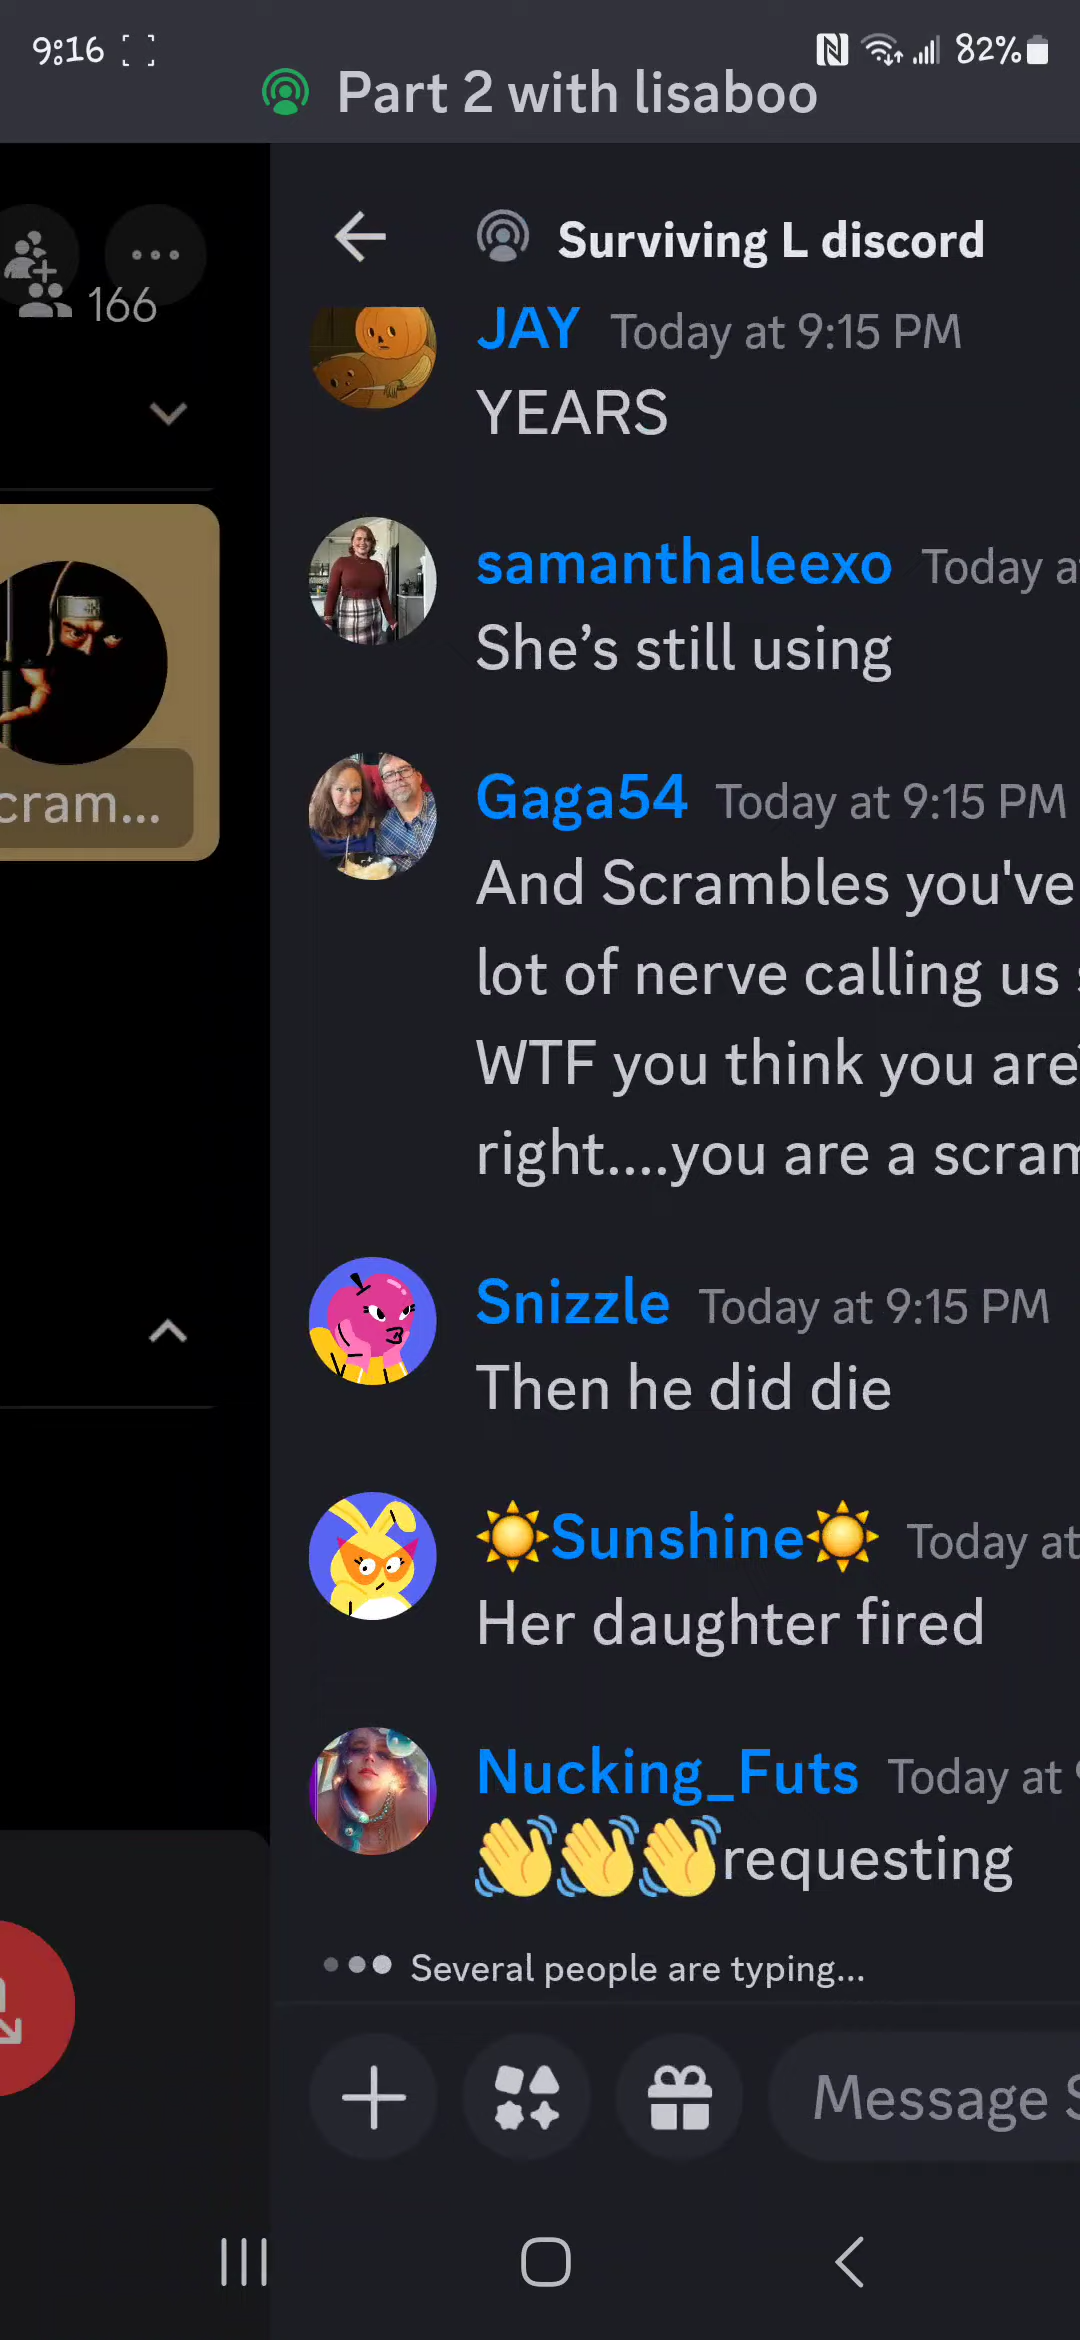 9:16 82%
Part 2 with lisaboo
Surviving L discord
166
JAY Today at 9:15 PM
YEARS
samanthaleexo Today a
She's still using
cram...
Gaga54 Today at 9:15 PM
And Scrambles you've
lot of nerve calling us
WTF you think you are
right....you are a scram
Snizzle Today at 9:15 PM
Then he did die
☀️Sunshine☀️ Today at
Her daughter fired
Nucking_Futs Today at
👋👋👋requesting
Several people are typing...
Message S